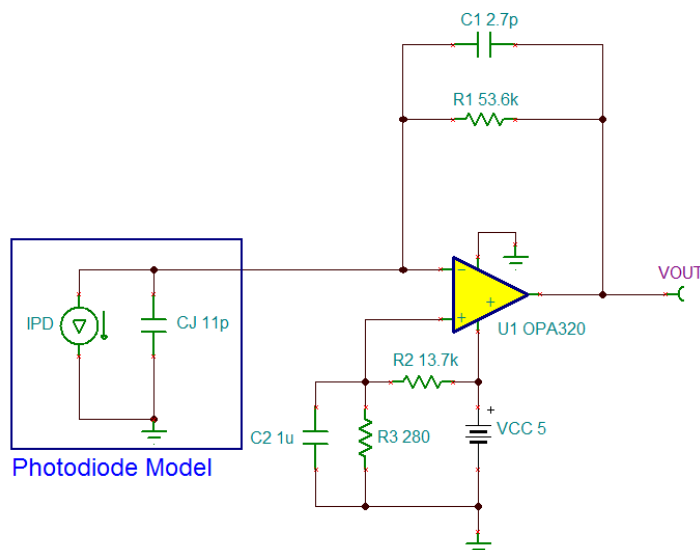 C1 2.7p
R1 53.6k
VOUT
IPD
CJ 11p
−
+
+
U1 OPA320
R2 13.7k
C2 1u
R3 280
+
VCC 5
Photodiode Model